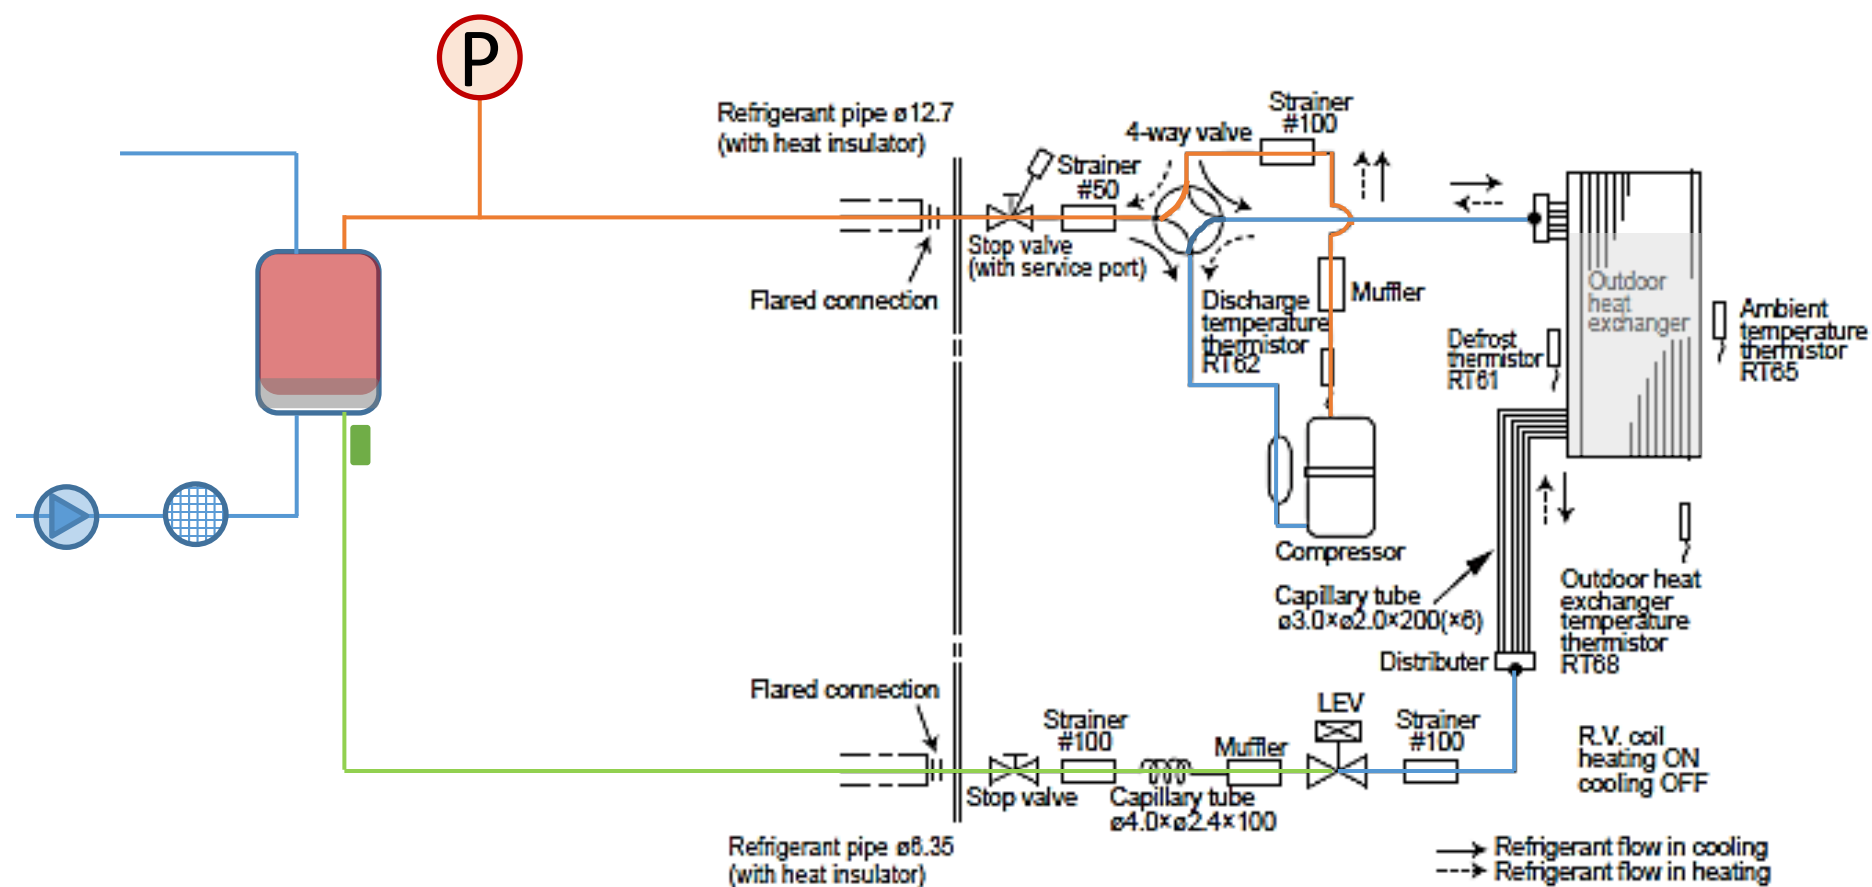 P
Refrigerant pipe ø12.7
(with heat insulator)
Strainer
#100
4-way valve
Strainer
#50
Stop valve
(with service port)
Flared connection
Discharge
temperature
thermistor
RT62
Muffler
Outdoor
heat
exchanger
Defrost
thermistor
RT61
Ambient
temperature
thermistor
RT65
Compressor
Capillary tube
ø3.0×ø2.0×200(×6)
Outdoor heat
exchanger
temperature
thermistor
RT68
Distributer
Flared connection
Strainer
#100
Muffler
LEV
Strainer
#100
R.V. coil
heating ON
cooling OFF
Stop valve
Capillary tube
ø4.0×ø2.4×100
Refrigerant pipe ø6.35
(with heat insulator)
Refrigerant flow in cooling
Refrigerant flow in heating